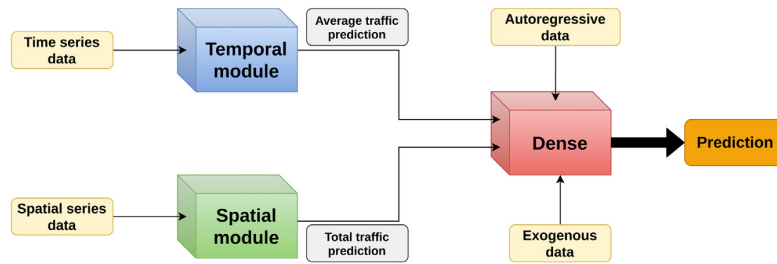 Time series
data
Temporal
module
Average traffic
prediction
Autoregressive
data
Dense
Prediction
Spatial series
data
Spatial
module
Total traffic
prediction
Exogenous
data